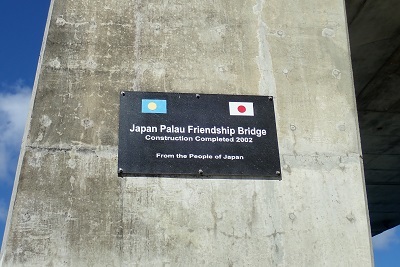 Japan Palau Friendship Bridge
Construction Completed 2002
From the People of Japan